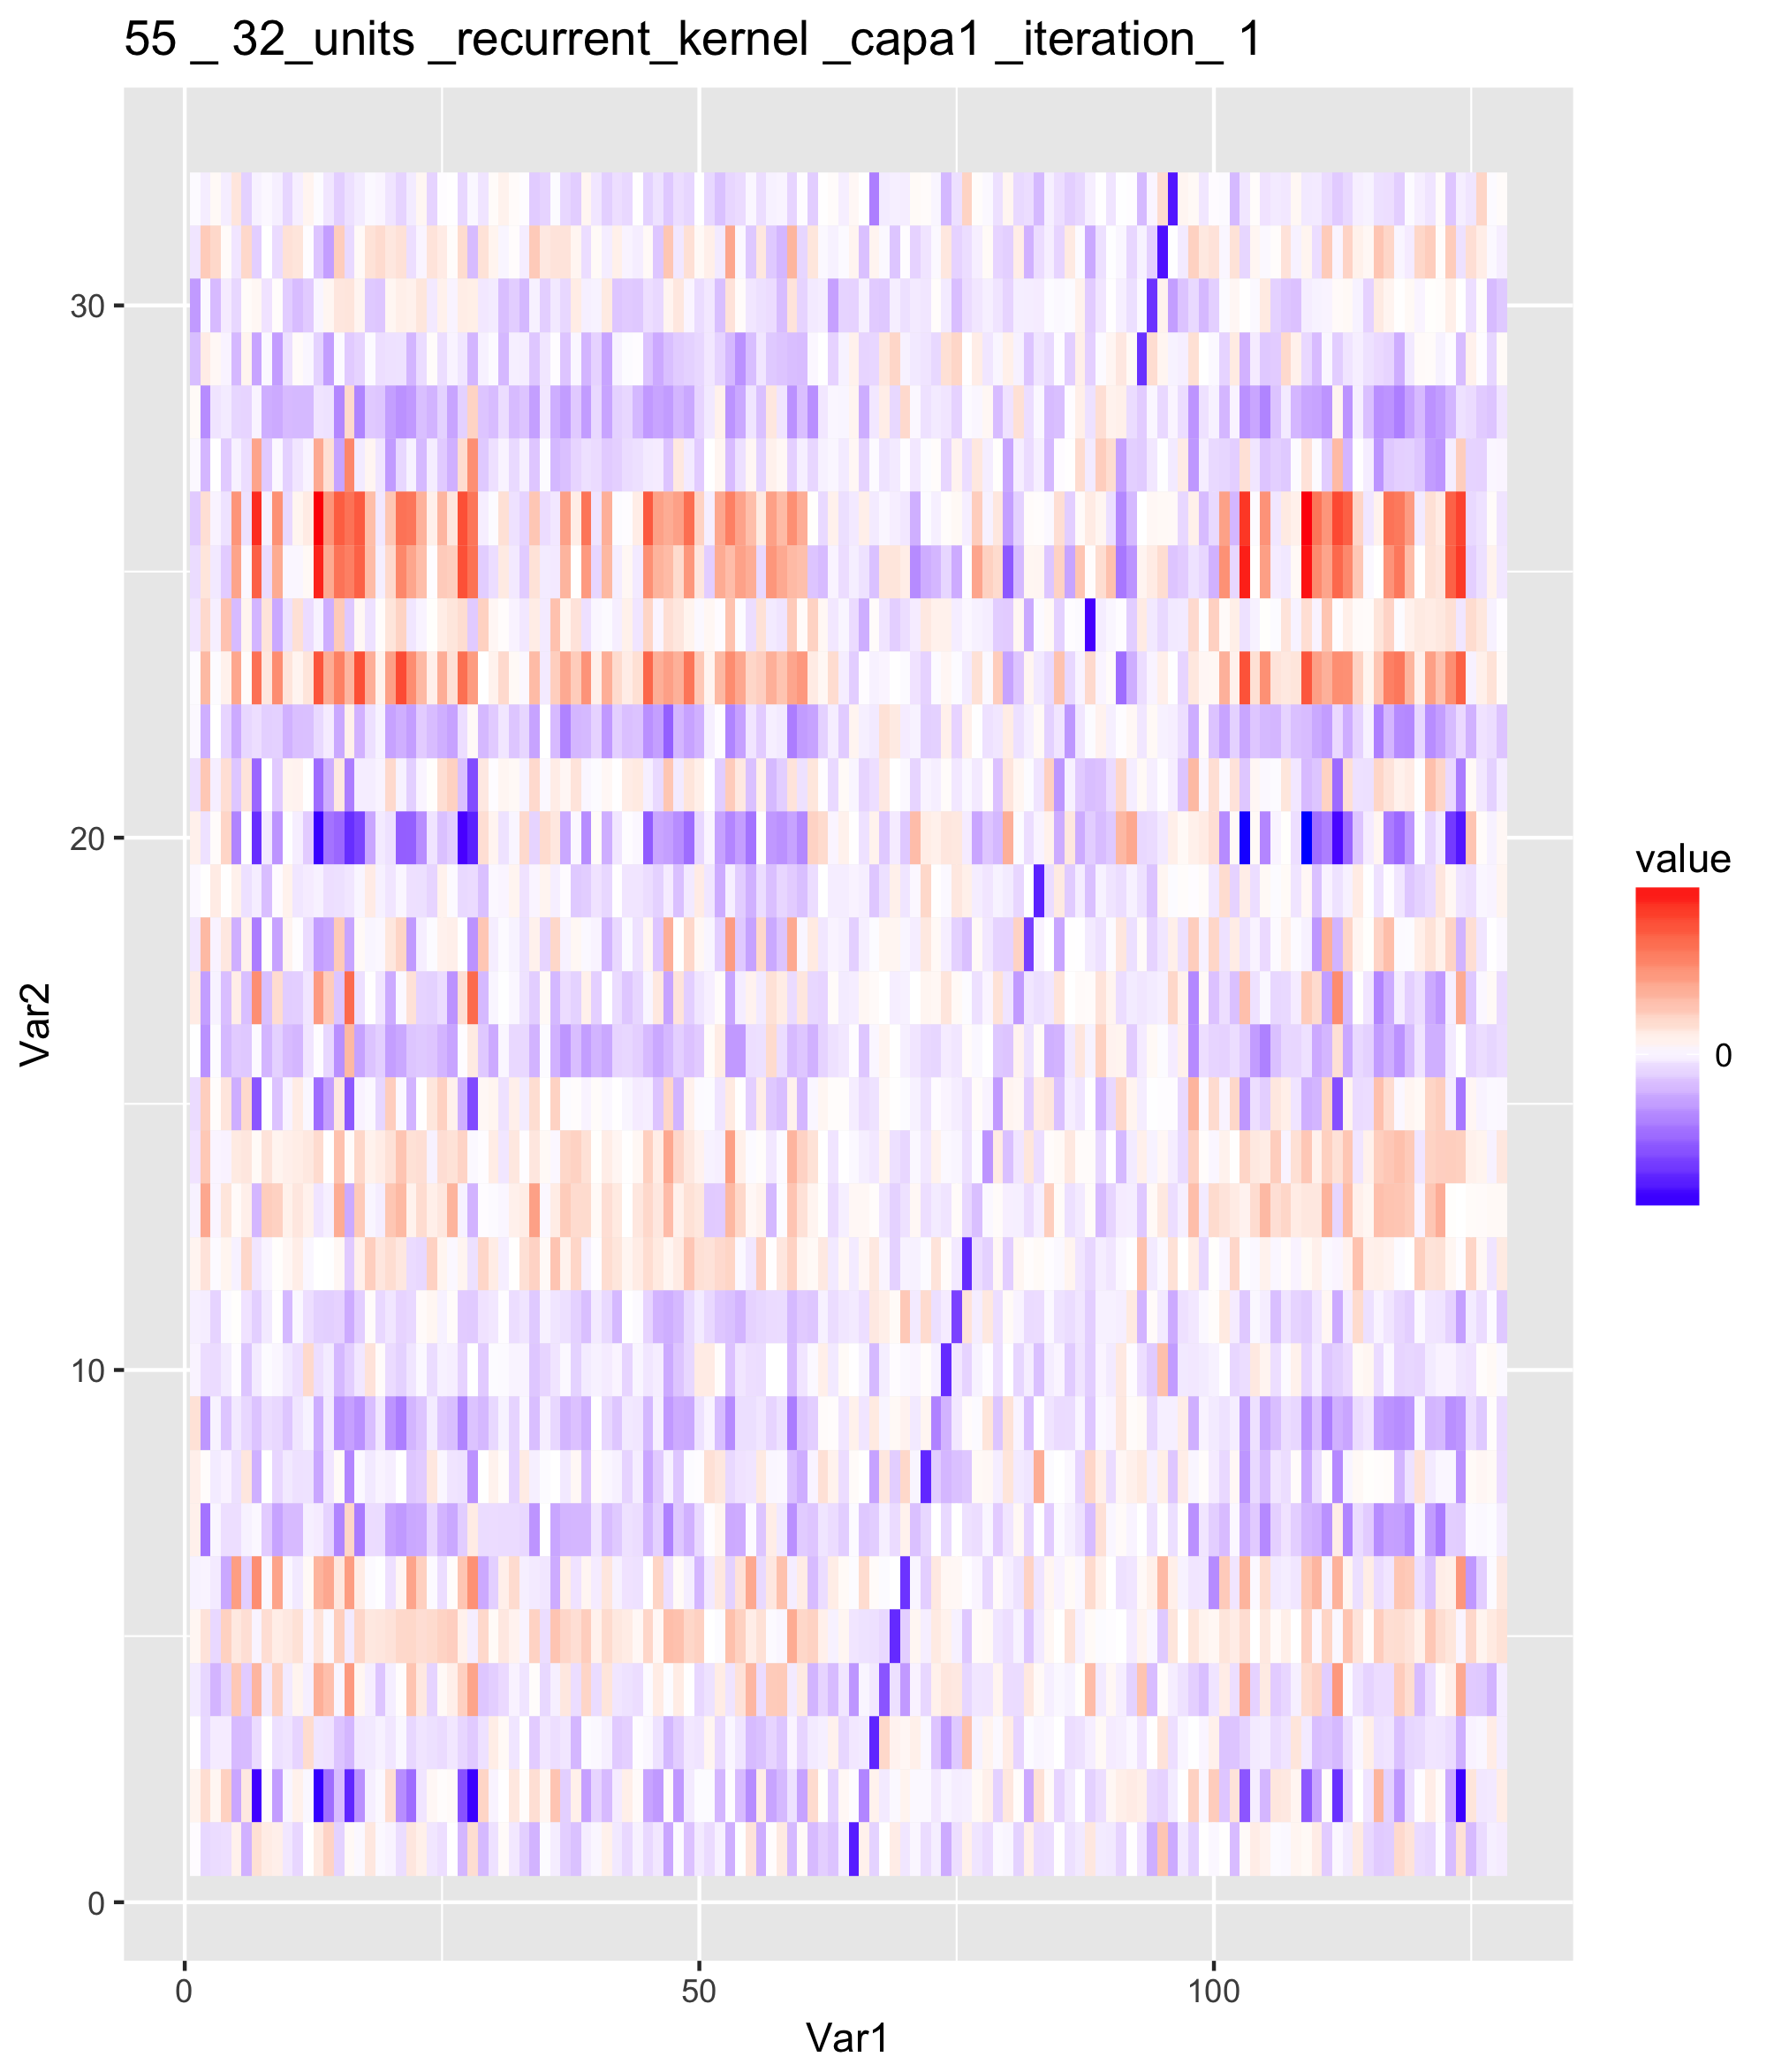 55 _ 32_units _recurrent_kernel _capa1 _iteration_ 1
30
20
10
0
Var2
0
50
100
Var1
value
0